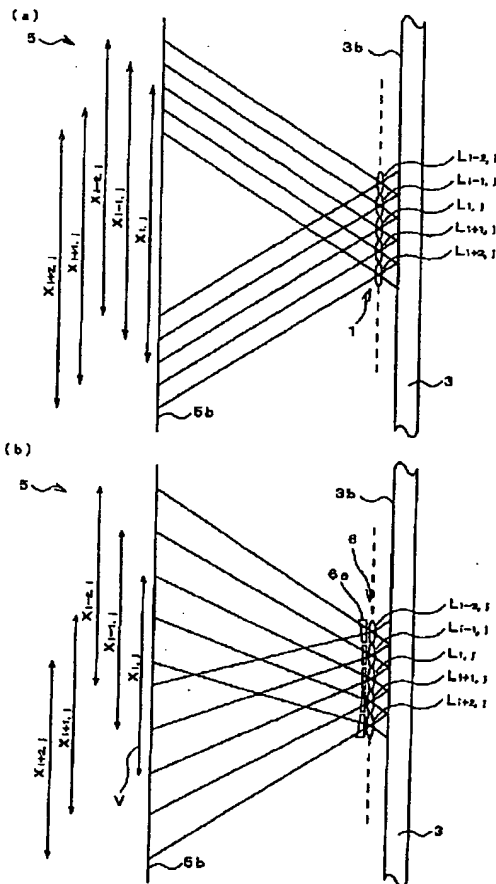 (a)
5
3b
X i-2, j
X i-1, j
X i, j
X i+1, j
X i+2, j
L i-2, j
L i-1, j
L i, j
L i+1, j
L i+2, j
1
3
5b
(b)
5
3b
6
6a
X i-2, j
X i-1, j
X i, j
X i+1, j
X i+2, j
L i-2, j
L i-1, j
L i, j
L i+1, j
L i+2, j
V
3
5b